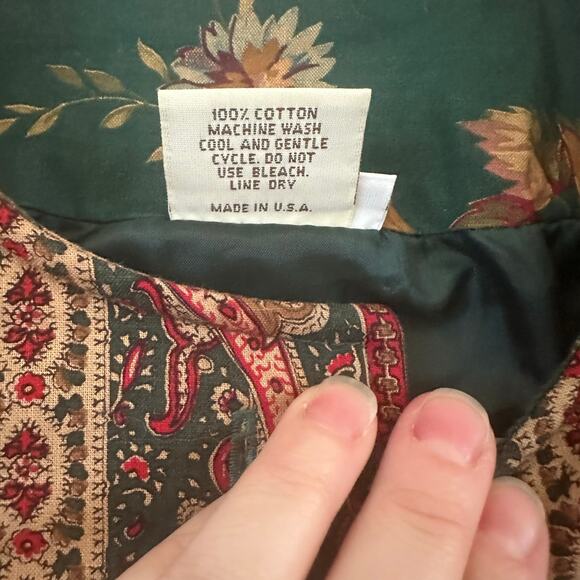 100% COTTON
MACHINE WASH
COOL AND GENTLE
CYCLE. DO NOT
USE BLEACH.
LINE DRY
MADE IN U.S.A.